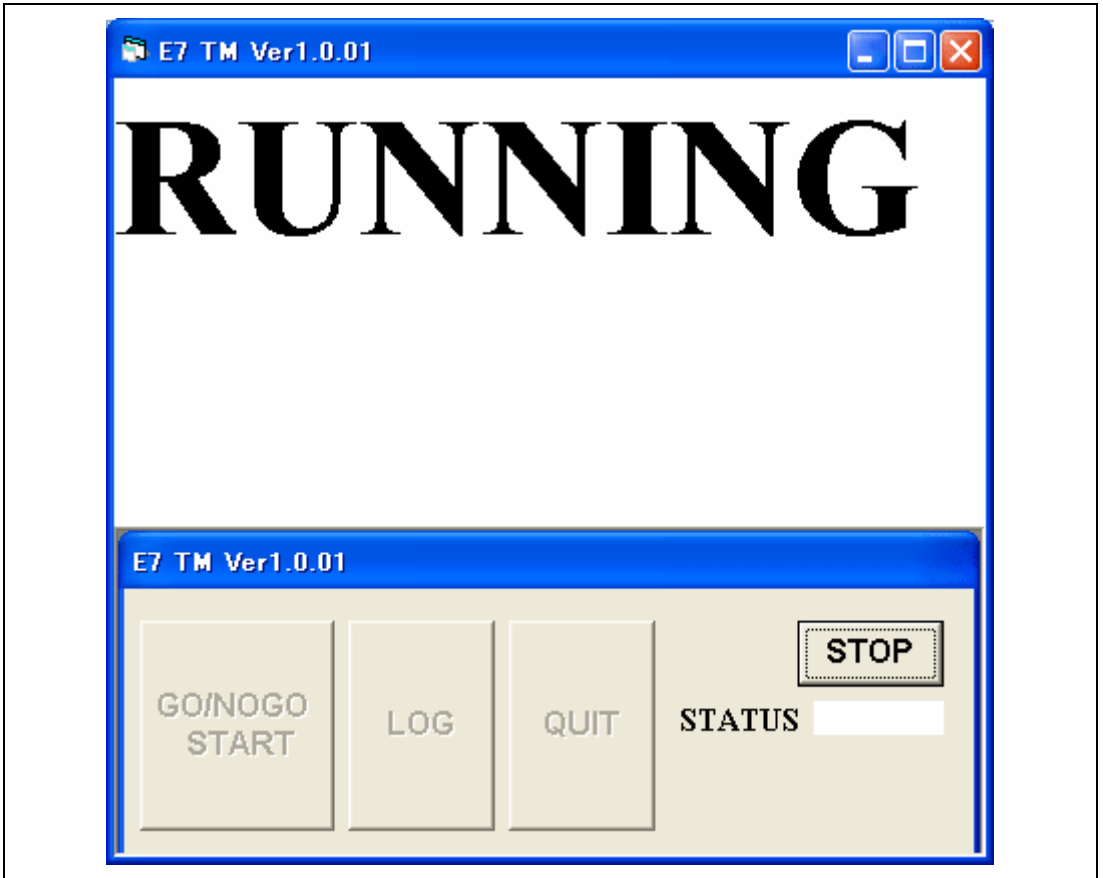 E7 TM Ver1.0.01
RUNNING
E7 TM Ver1.0.01
STOP
GO/NOGO
START
LOG
QUIT
STATUS